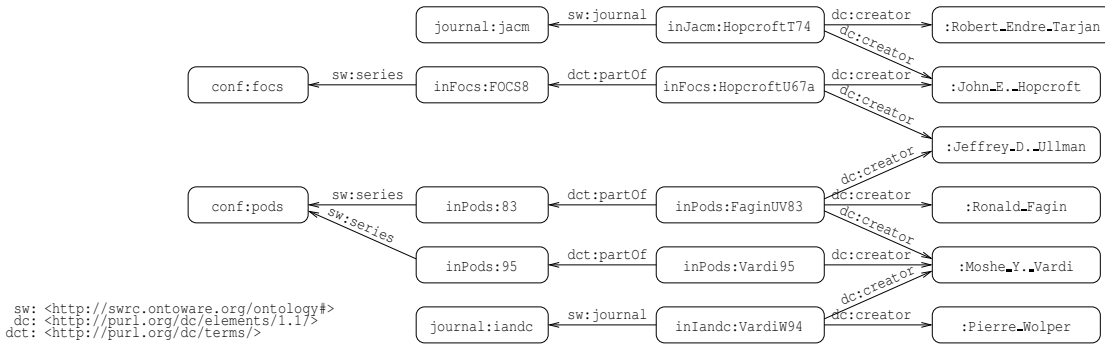 journal:jacm sw:journal inJacm:HopcroftT74 dc:creator :Robert_Endre_Tarjan
dc:creator
conf:focs sw:series inFocs:FOCS8 dct:partOf inFocs:HopcroftU67a dc:creator :John_E._Hopcroft
dc:creator
:Jeffrey_D._Ullman
dc:creator
conf:pods sw:series inPods:83 dct:partOf inPods:FaginUV83 dc:creator :Ronald_Fagin
sw:series dc:creator
inPods:95 dct:partOf inPods:Vardi95 dc:creator :Moshe_Y._Vardi
dc:creator
sw: <http://swrc.ontoware.org/ontology#>
dc: <http://purl.org/dc/elements/1.1/>
dct: <http://purl.org/dc/terms/>
journal:iandc sw:journal inIandc:VardiW94 dc:creator :Pierre_Wolper